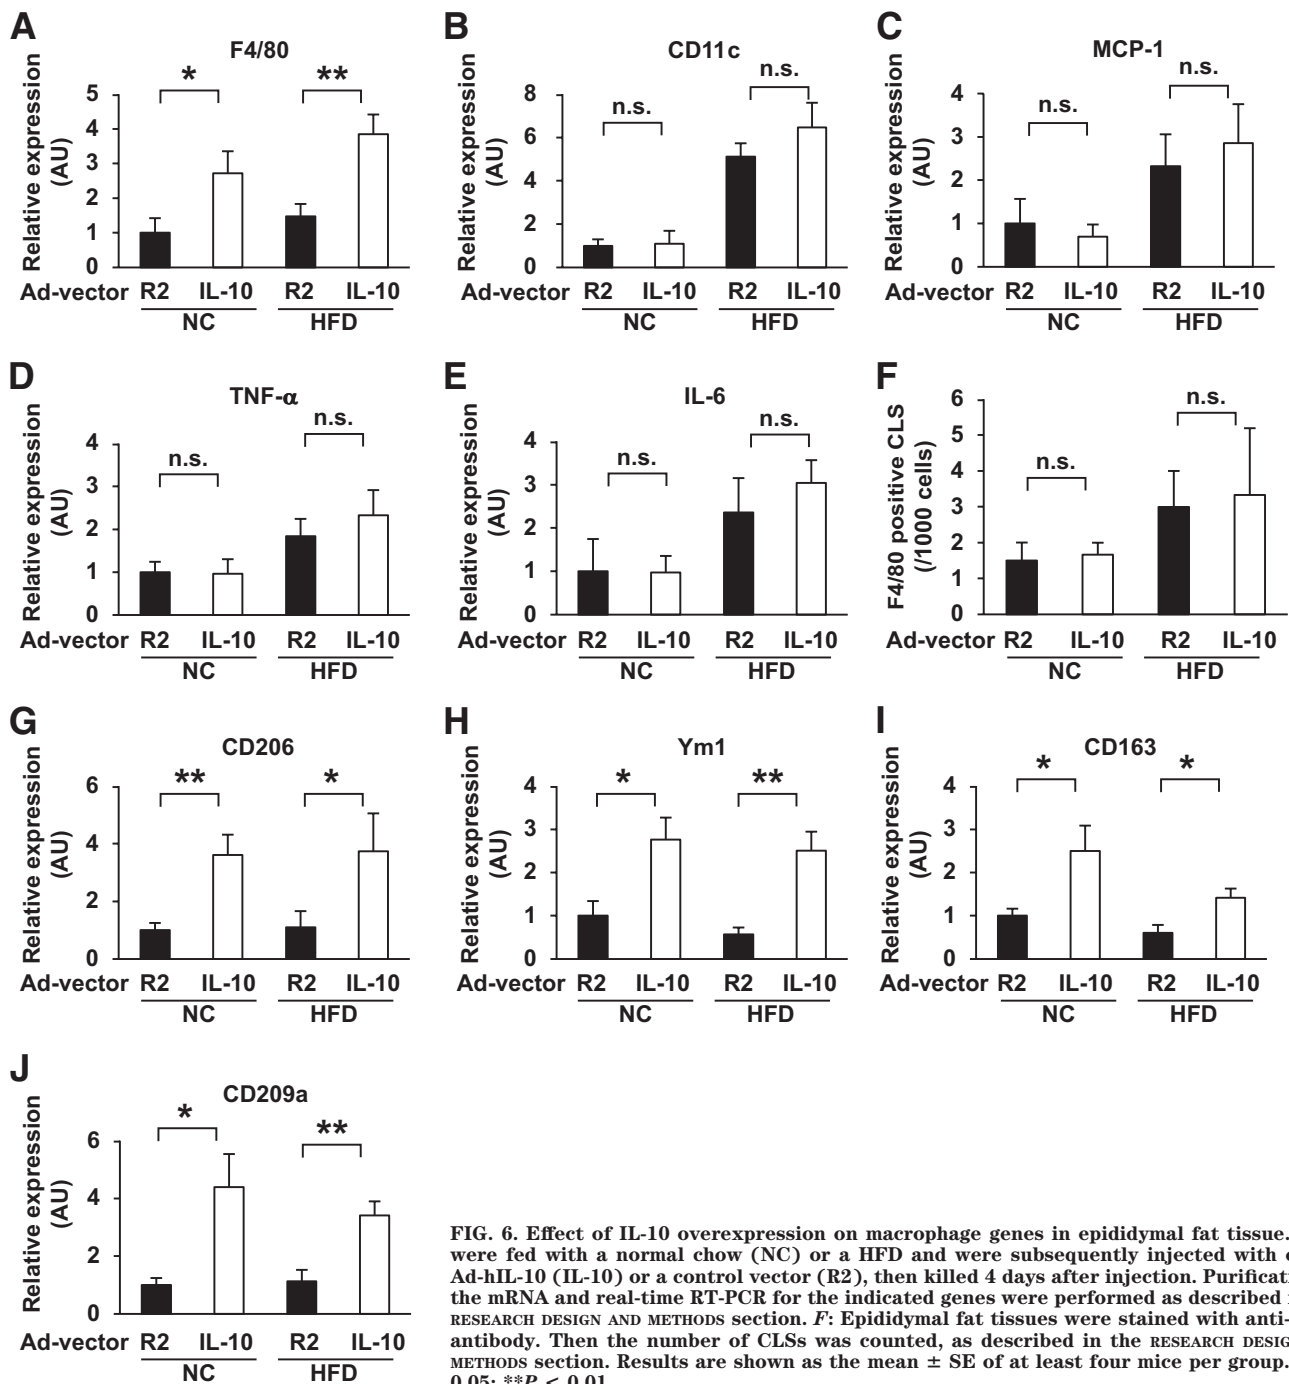 A
F4/80
Relative expression
(AU)
* **
5
4
3
2
1
0
Ad-vector R2 IL-10 R2 IL-10
NC HFD
B
CD11c
Relative expression
(AU)
n.s. n.s.
8
6
4
2
0
R2 IL-10 R2 IL-10
NC HFD
C
MCP-1
Relative expression
(AU)
n.s. n.s.
4
3
2
1
0
Ad-vector R2 IL-10 R2 IL-10
NC HFD
D
TNF-α
Relative expression
(AU)
n.s. n.s.
4
3
2
1
0
Ad-vector R2 IL-10 R2 IL-10
NC HFD
E
IL-6
Relative expression
(AU)
n.s. n.s.
4
3
2
1
0
Ad-vector R2 IL-10 R2 IL-10
NC HFD
F
F4/80 positive CLS
(/1000 cells)
n.s. n.s.
6
5
4
3
2
1
0
Ad-vector R2 IL-10 R2 IL-10
NC HFD
G
CD206
Relative expression
(AU)
** *
6
4
2
0
Ad-vector R2 IL-10 R2 IL-10
NC HFD
H
Ym1
Relative expression
(AU)
* **
4
3
2
1
0
Ad-vector R2 IL-10 R2 IL-10
NC HFD
I
CD163
Relative expression
(AU)
* *
4
3
2
1
0
Ad-vector R2 IL-10 R2 IL-10
NC HFD
J
CD209a
Relative expression
(AU)
* **
6
4
2
0
Ad-vector R2 IL-10 R2 IL-10
NC HFD
FIG. 6. Effect of IL-10 overexpression on macrophage genes in epididymal fat tissue.
were fed with a normal chow (NC) or a HFD and were subsequently injected with
Ad-hIL-10 (IL-10) or a control vector (R2), then killed 4 days after injection.
the mRNA and real-time RT-PCR for the indicated genes were performed as described
RESEARCH DESIGN AND METHODS section. F: Epididymal fat tissues were stained with anti-
antibody. Then the number of CLSs was counted, as described in the RESEARCH
METHODS section. Results are shown as the mean ± SE of at least four mice per group.
0.05; **P < 0.01